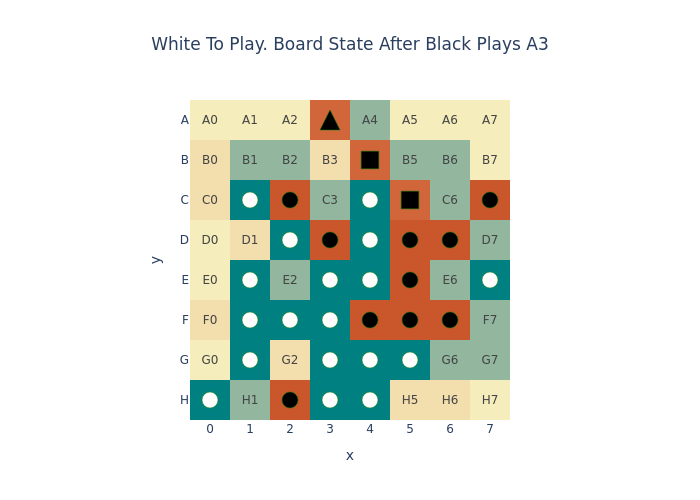 White To Play. Board State After Black Plays A3
A A0 A1 A2 A4 A5 A6 A7
B B0 B1 B2 B3 B5 B6 B7
C C0 C3 C6
D D0 D1 D7
y
E E0 E2 E6
F F0 F7
G G0 G2 G6 G7
H H1 H5 H6 H7
0 1 2 3 4 5 6 7
x